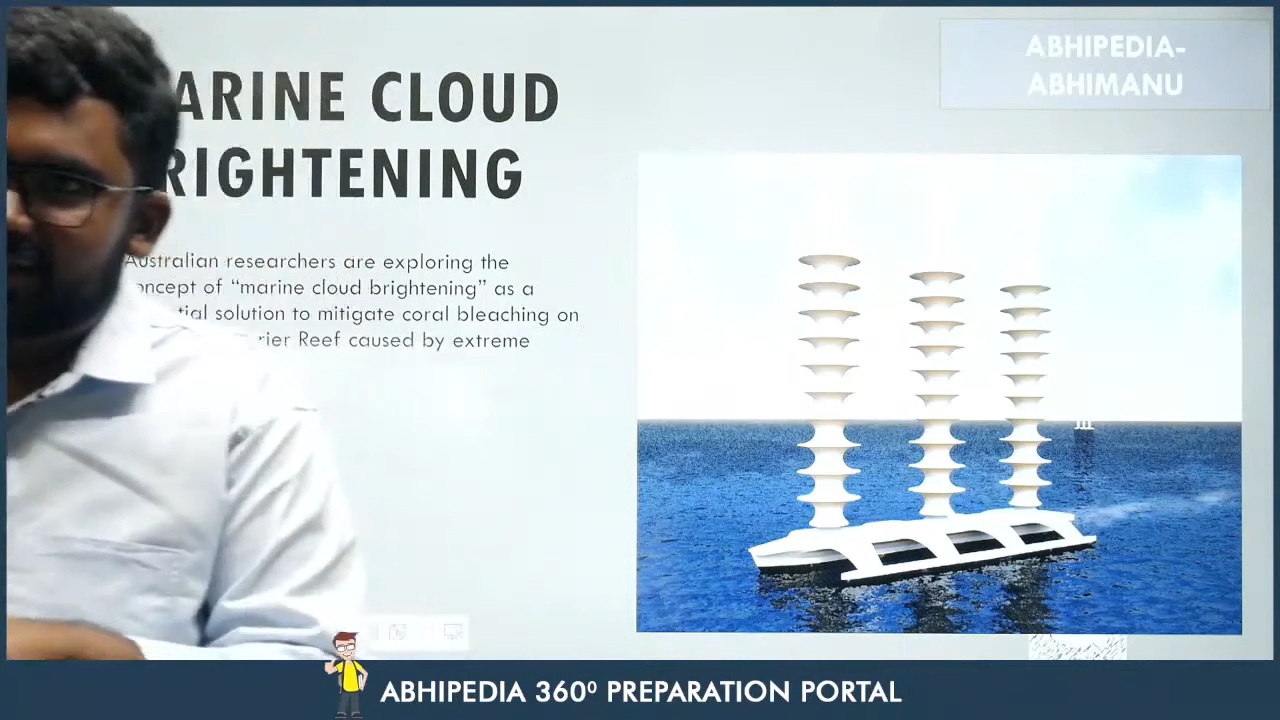 ABHIPEDIA-
ABHIMANU
ARINE CLOUD
RIGHTENING
Australian researchers are exploring the
oncept of “marine cloud brightening” as a
tial solution to mitigate coral bleaching on
rier Reef caused by extreme
ABHIPEDIA 360⁰ PREPARATION PORTAL